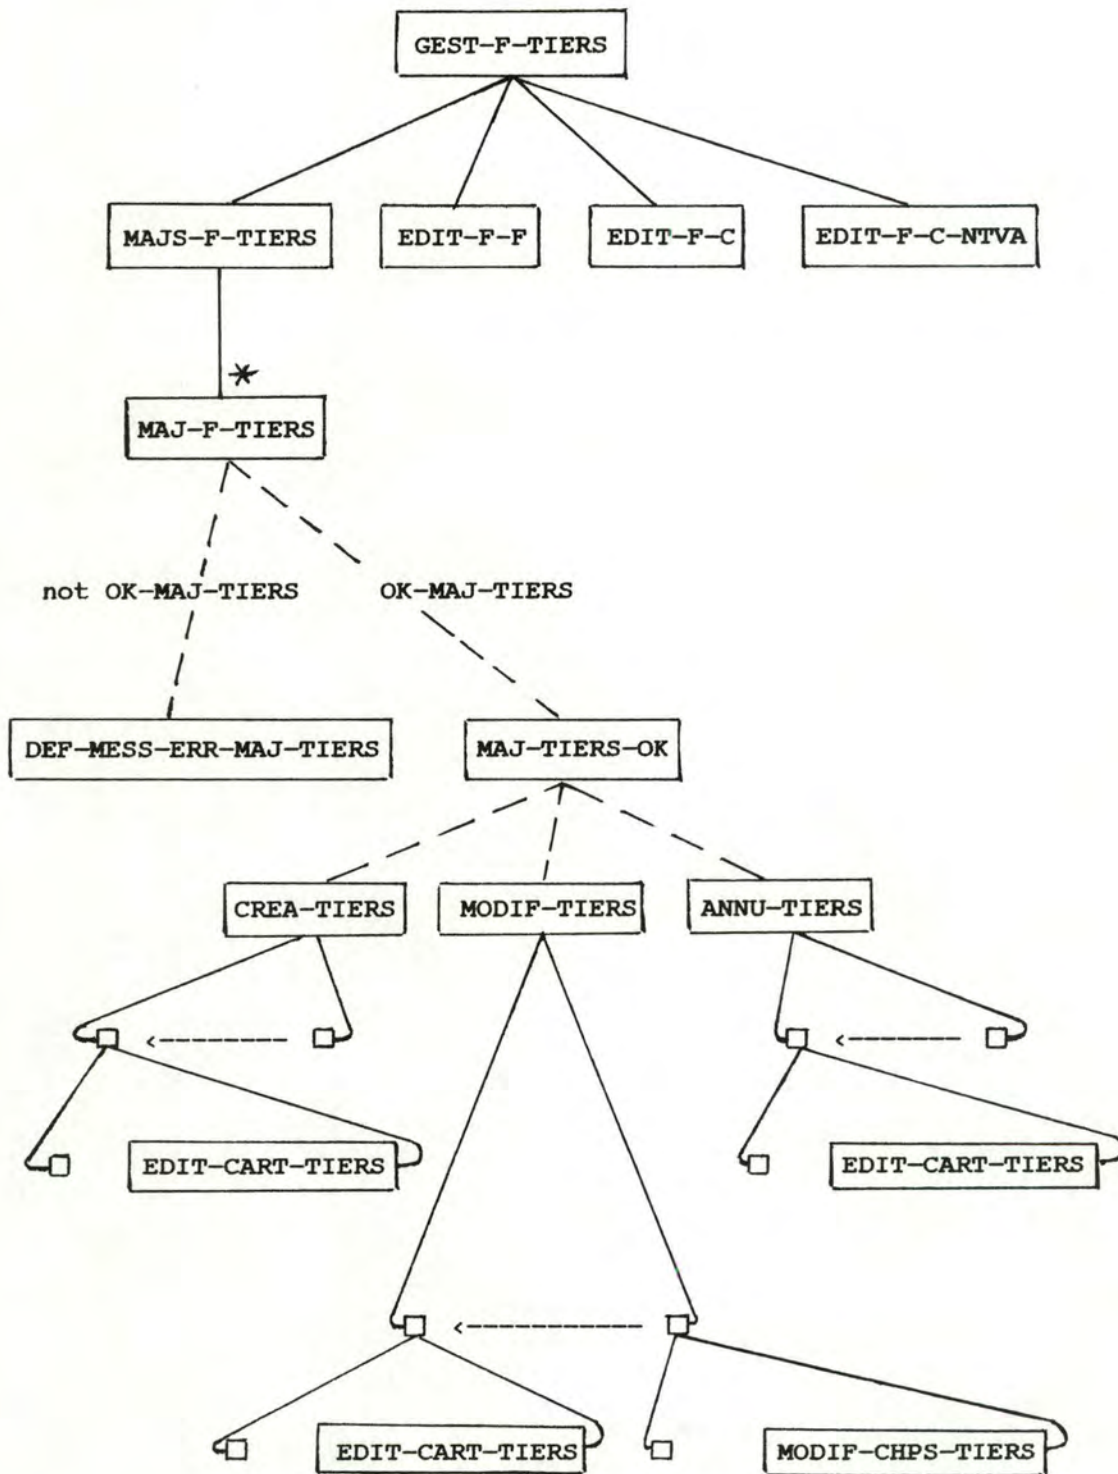 GEST-F-TIERS
MAJS-F-TIERS EDIT-F-F EDIT-F-C EDIT-F-C-NTVA
*
MAJ-F-TIERS
not OK-MAJ-TIERS OK-MAJ-TIERS
DEF-MESS-ERR-MAJ-TIERS MAJ-TIERS-OK
CREA-TIERS MODIF-TIERS ANNU-TIERS
EDIT-CART-TIERS EDIT-CART-TIERS
EDIT-CART-TIERS MODIF-CHPS-TIERS